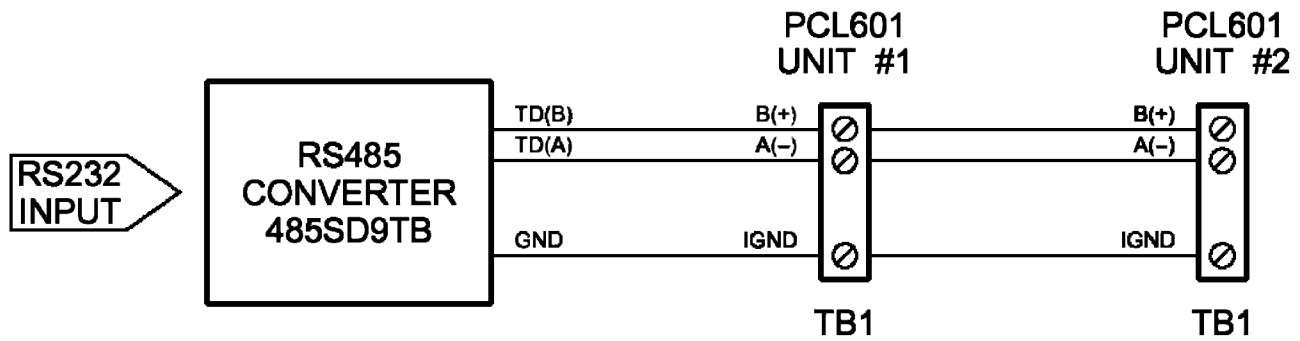 PCL601
UNIT #1
PCL601
UNIT #2
RS232
INPUT
RS485
CONVERTER
485SD9TB
TD(B)
TD(A)
GND
B(+)
A(−)
IGND
B(+)
A(−)
IGND
TB1
TB1